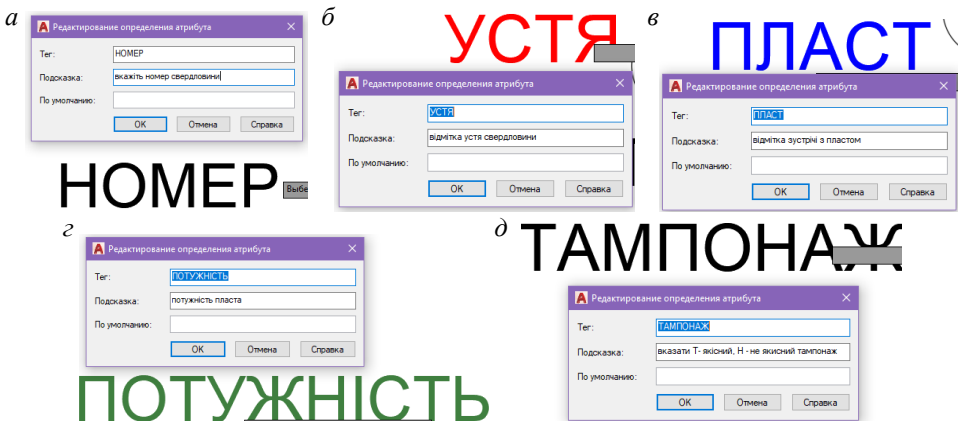 а
Редактирование определения атрибута
Тег: НОМЕР
Подсказка: вкажіть номер свердловини
По умолчанию:
ОК Отмена Справка
НОМЕР
Выбе
б
УСТЯ
Редактирование определения атрибута
Тег: УСТЯ
Подсказка: відмітка устя свердловини
По умолчанию:
ОК Отмена Справка
в
ПЛАСТ
Редактирование определения атрибута
Тег: ПЛАСТ
Подсказка: відмітка зустрічі з пластом
По умолчанию:
ОК Отмена Справка
г
Редактирование определения атрибута
Тег: ПОТУЖНІСТЬ
Подсказка: потужність пласта
По умолчанию:
ОК Отмена Справка
ПОТУЖНІСТЬ
д
ТАМПОНАЖ
Редактирование определения атрибута
Тег: ТАМПОНАЖ
Подсказка: вказати Т- якісний, Н - не якисний тампонаж
По умолчанию:
ОК Отмена Справка